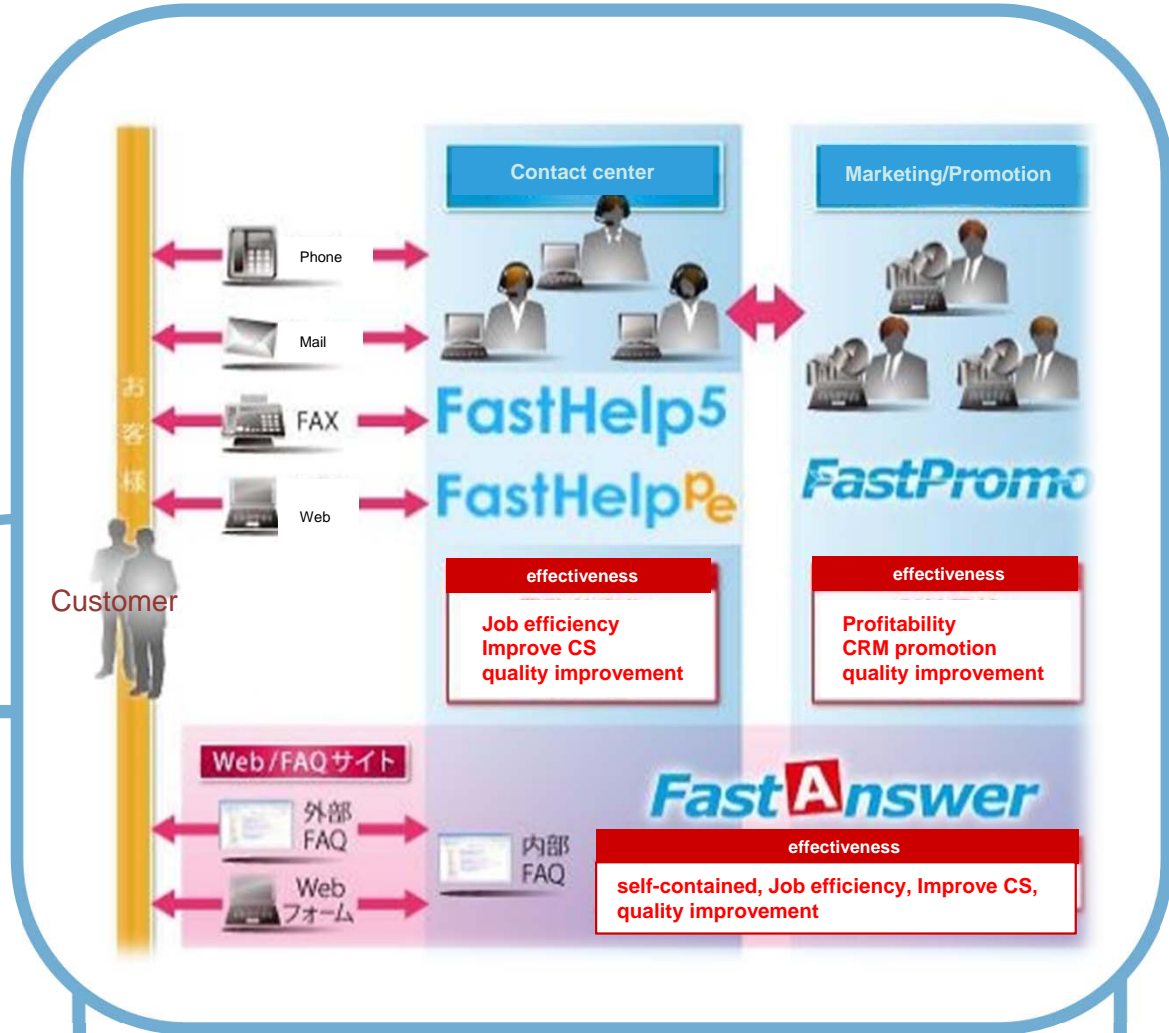 Contact center
Marketing/Promotion
Phone
Mail
FAX
Web
お客様
Customer
FastHelp5
FastHelpPe
FastPromo
effectiveness
Job efficiency
Improve CS
quality improvement
effectiveness
Profitability
CRM promotion
quality improvement
Web/FAQサイト
外部
FAQ
Web
フォーム
内部
FAQ
FastAnswer
effectiveness
self-contained, Job efficiency, Improve CS,
quality improvement